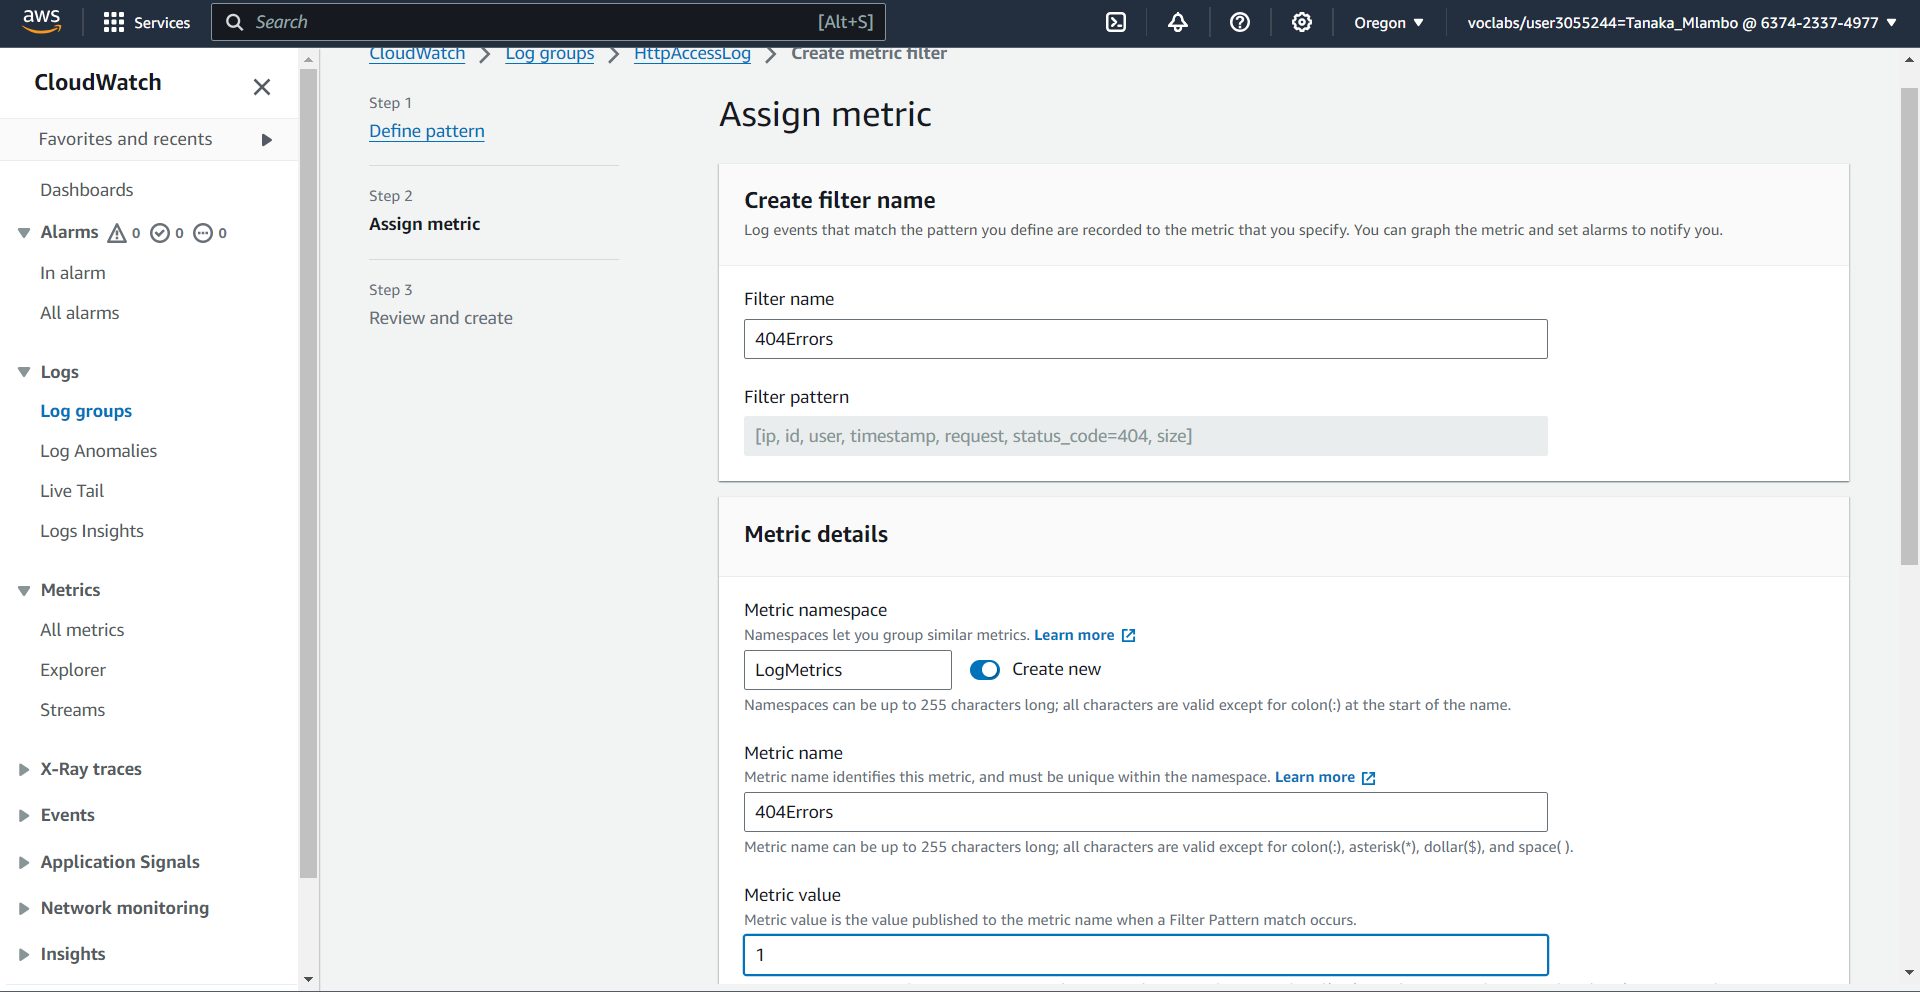 aws
Services
Search
[Alt+S]
Oregon
voclabs/user3055244=Tanaka_Mlambo @ 6374-2337-4977
CloudWatch
Favorites and recents
Dashboards
Alarms 0 0 0
In alarm
All alarms
Logs
Log groups
Log Anomalies
Live Tail
Logs Insights
Metrics
All metrics
Explorer
Streams
X-Ray traces
Events
Application Signals
Network monitoring
Insights
CloudWatch
Log groups
HttpAccessLog
Create metric filter
Step 1
Define pattern
Step 2
Assign metric
Step 3
Review and create
Assign metric
Create filter name
Log events that match the pattern you define are recorded to the metric that you specify. You can graph the metric and set alarms to notify you.
Filter name
404Errors
Filter pattern
[ip, id, user, timestamp, request, status_code=404, size]
Metric details
Metric namespace
Namespaces let you group similar metrics. Learn more
LogMetrics
Create new
Namespaces can be up to 255 characters long; all characters are valid except for colon(:) at the start of the name.
Metric name
Metric name identifies this metric, and must be unique within the namespace. Learn more
404Errors
Metric name can be up to 255 characters long; all characters are valid except for colon(:), asterisk(*), dollar($), and space( ).
Metric value
Metric value is the value published to the metric name when a Filter Pattern match occurs.
1